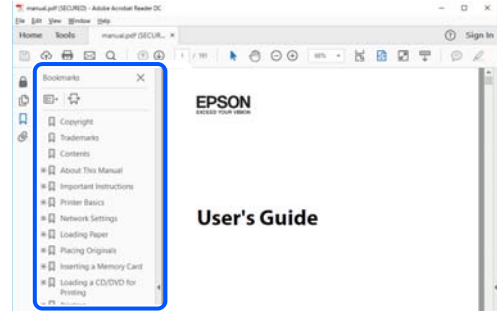 manual.pdf (SECURED) - Adobe Acrobat Reader DC
File Edit View Window Help
Home Tools manual.pdf (SECUR... × Sign In
1 / 191
Bookmarks
Copyright
Trademarks
Contents
About This Manual
Important Instructions
Printer Basics
Network Settings
Loading Paper
Placing Originals
Inserting a Memory Card
Loading a CD/DVD for
Printing
EPSON
EXCEED YOUR VISION
User's Guide